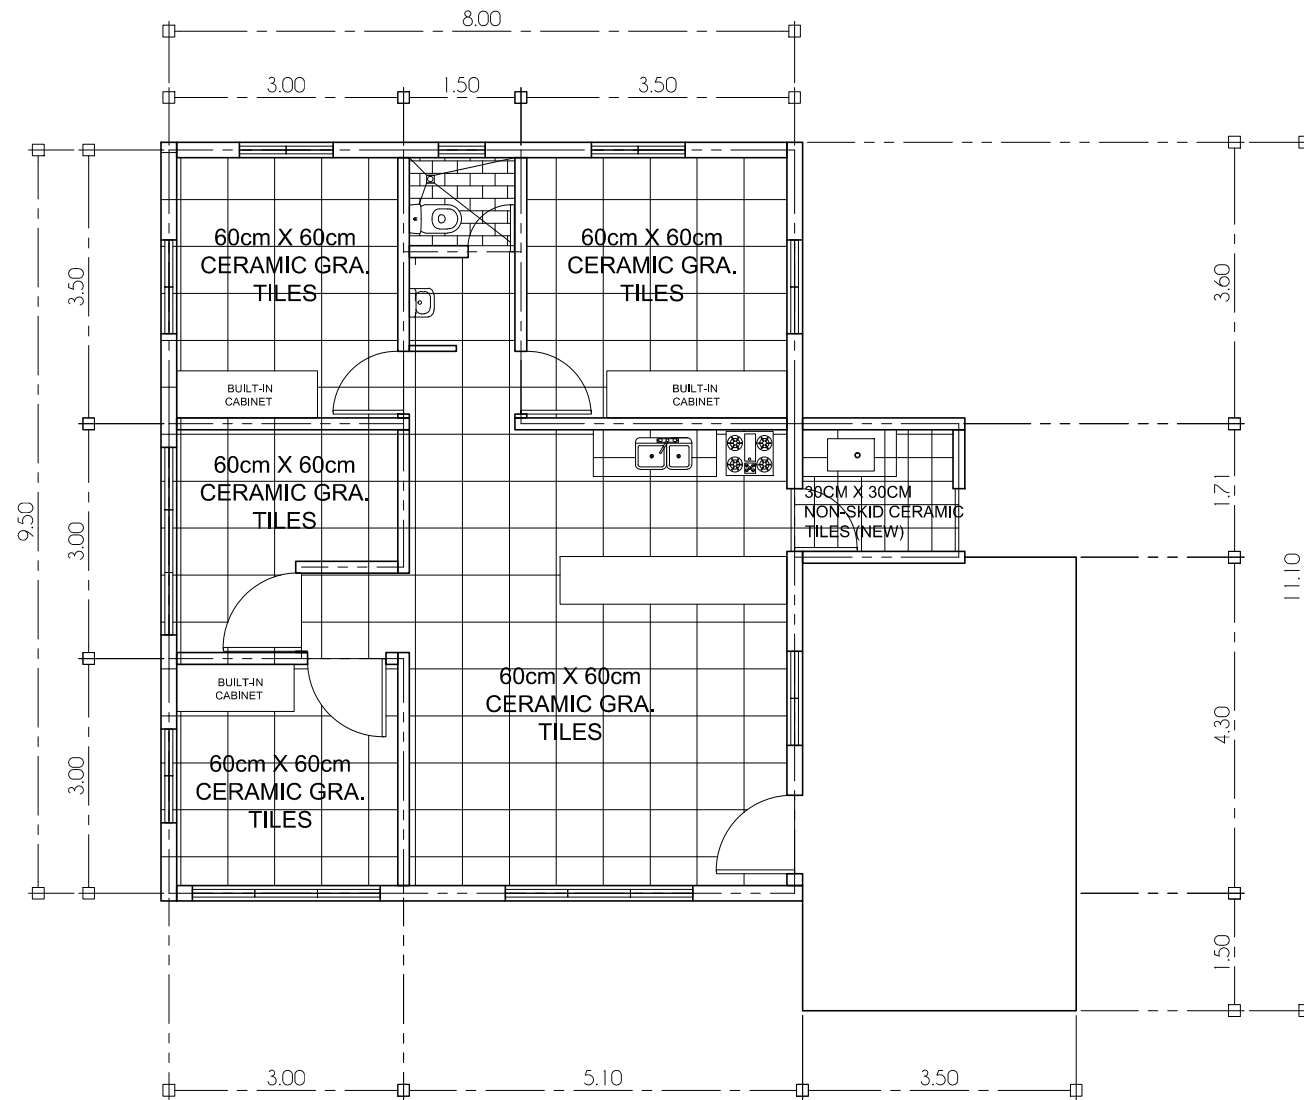 8.00
3.00
1.50
3.50
60cm X 60cm
CERAMIC GRA.
TILES
60cm X 60cm
CERAMIC GRA.
TILES
3.50
3.60
BUILT-IN
CABINET
BUILT-IN
CABINET
60cm X 60cm
CERAMIC GRA.
TILES
30CM X 30CM
NON-SKID CERAMIC
TILES (NEW)
1.71
9.50
3.00
11.10
BUILT-IN
CABINET
60cm X 60cm
CERAMIC GRA.
TILES
4.30
3.00
60cm X 60cm
CERAMIC GRA.
TILES
1.50
3.00
5.10
3.50